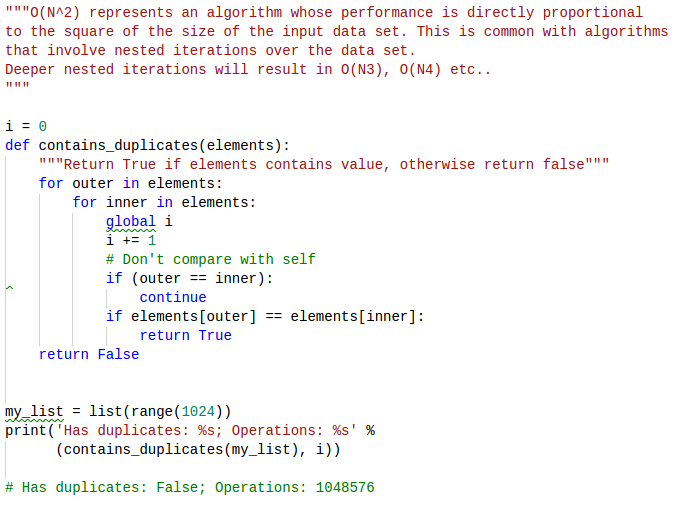 """O(N^2) represents an algorithm whose performance is directly proportional
to the square of the size of the input data set. This is common with algorithms
that involve nested iterations over the data set.
Deeper nested iterations will result in O(N3), O(N4) etc..
"""
i = 0
def contains_duplicates(elements):
    """Return True if elements contains value, otherwise return false"""
    for outer in elements:
        for inner in elements:
            global i
            i += 1
            # Don't compare with self
            if (outer == inner):
                continue
            if elements[outer] == elements[inner]:
                return True
    return False
my_list = list(range(1024))
print('Has duplicates: %s; Operations: %s' %
      (contains_duplicates(my_list), i))
# Has duplicates: False; Operations: 1048576